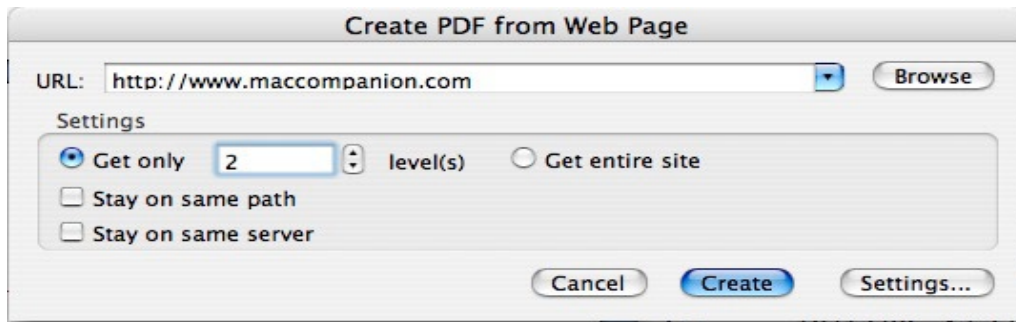 Create PDF from Web Page
URL: http://www.maccompanion.com Browse
Settings
Get only 2 level(s) Get entire site
Stay on same path
Stay on same server
Cancel Create Settings...